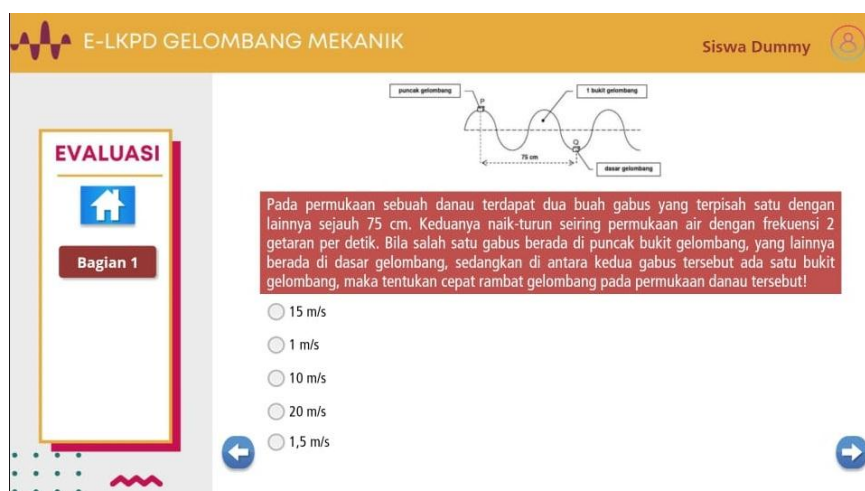 E-LKPD GELOMBANG MEKANIK
Siswa Dummy
EVALUASI
Bagian 1
puncak gelombang
1 bukit gelombang
P
Q
75 cm
dasar gelombang
Pada permukaan sebuah danau terdapat dua buah gabus yang terpisah satu dengan
lainnya sejauh 75 cm. Keduanya naik-turun seiring permukaan air dengan frekuensi 2
getaran per detik. Bila salah satu gabus berada di puncak bukit gelombang, yang lainnya
berada di dasar gelombang, sedangkan di antara kedua gabus tersebut ada satu bukit
gelombang, maka tentukan cepat rambat gelombang pada permukaan danau tersebut!
15 m/s
1 m/s
10 m/s
20 m/s
1,5 m/s